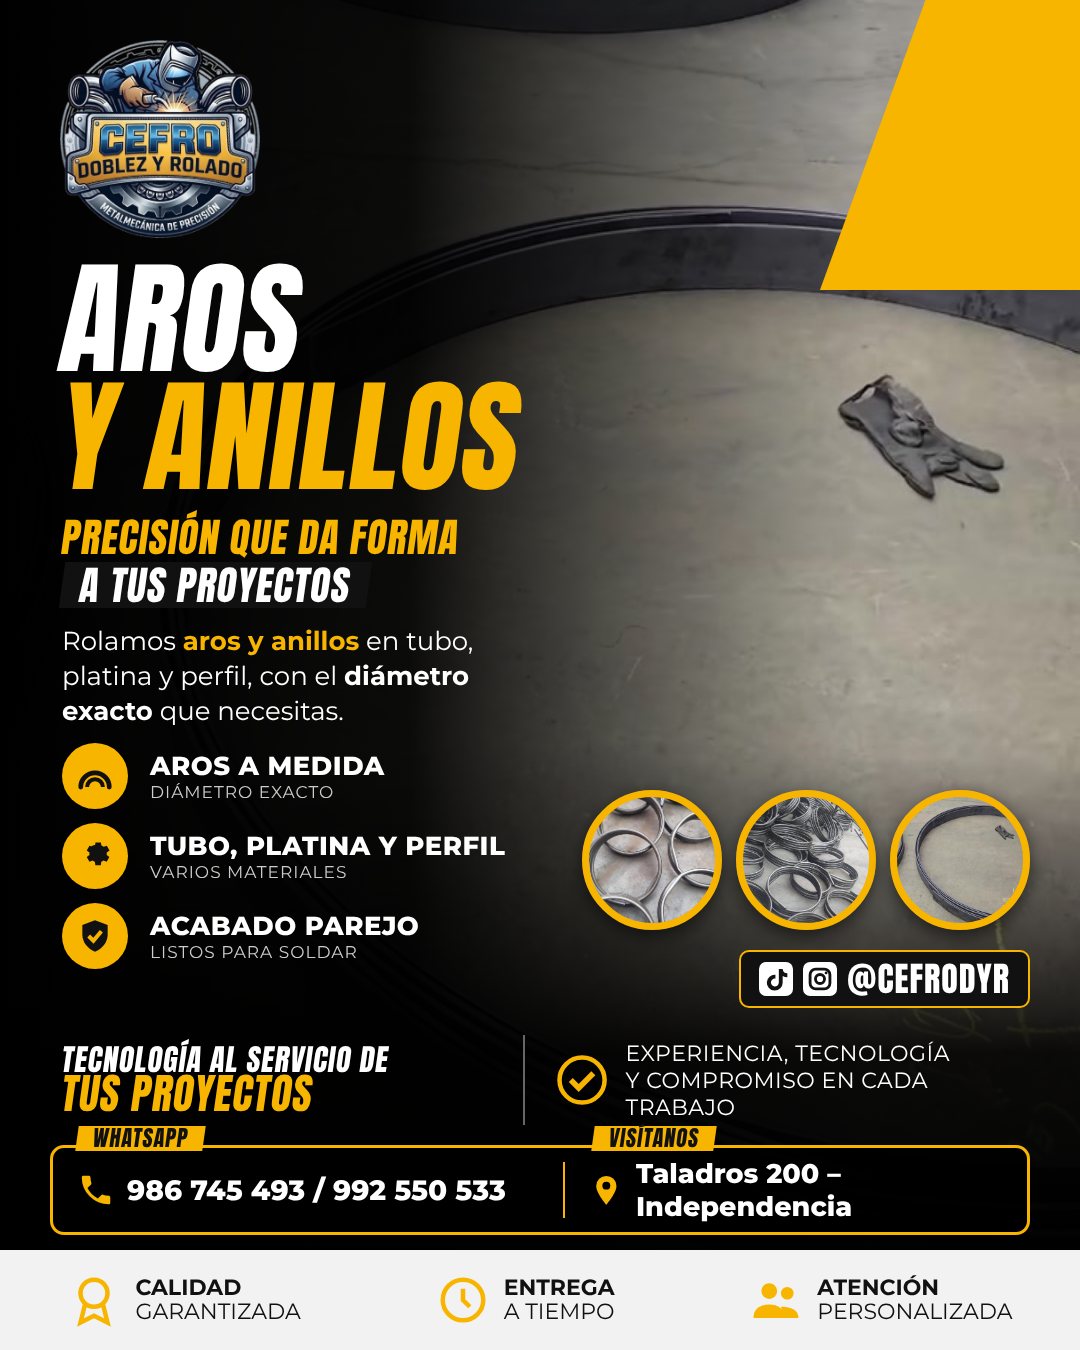 CEFRO
DOBLEZ Y ROLADO
METALMECÁNICA DE PRECISIÓN
AROS
Y ANILLOS
PRECISIÓN QUE DA FORMA
A TUS PROYECTOS
Rolamos aros y anillos en tubo,
platina y perfil, con el diámetro
exacto que necesitas.
AROS A MEDIDA
DIÁMETRO EXACTO
TUBO, PLATINA Y PERFIL
VARIOS MATERIALES
ACABADO PAREJO
LISTOS PARA SOLDAR
@CEFRODYR
TECNOLOGÍA AL SERVICIO DE
TUS PROYECTOS
EXPERIENCIA, TECNOLOGÍA
Y COMPROMISO EN CADA
TRABAJO
WHATSAPP
986 745 493 / 992 550 533
VISÍTANOS
Taladros 200 –
Independencia
CALIDAD
GARANTIZADA
ENTREGA
A TIEMPO
ATENCIÓN
PERSONALIZADA